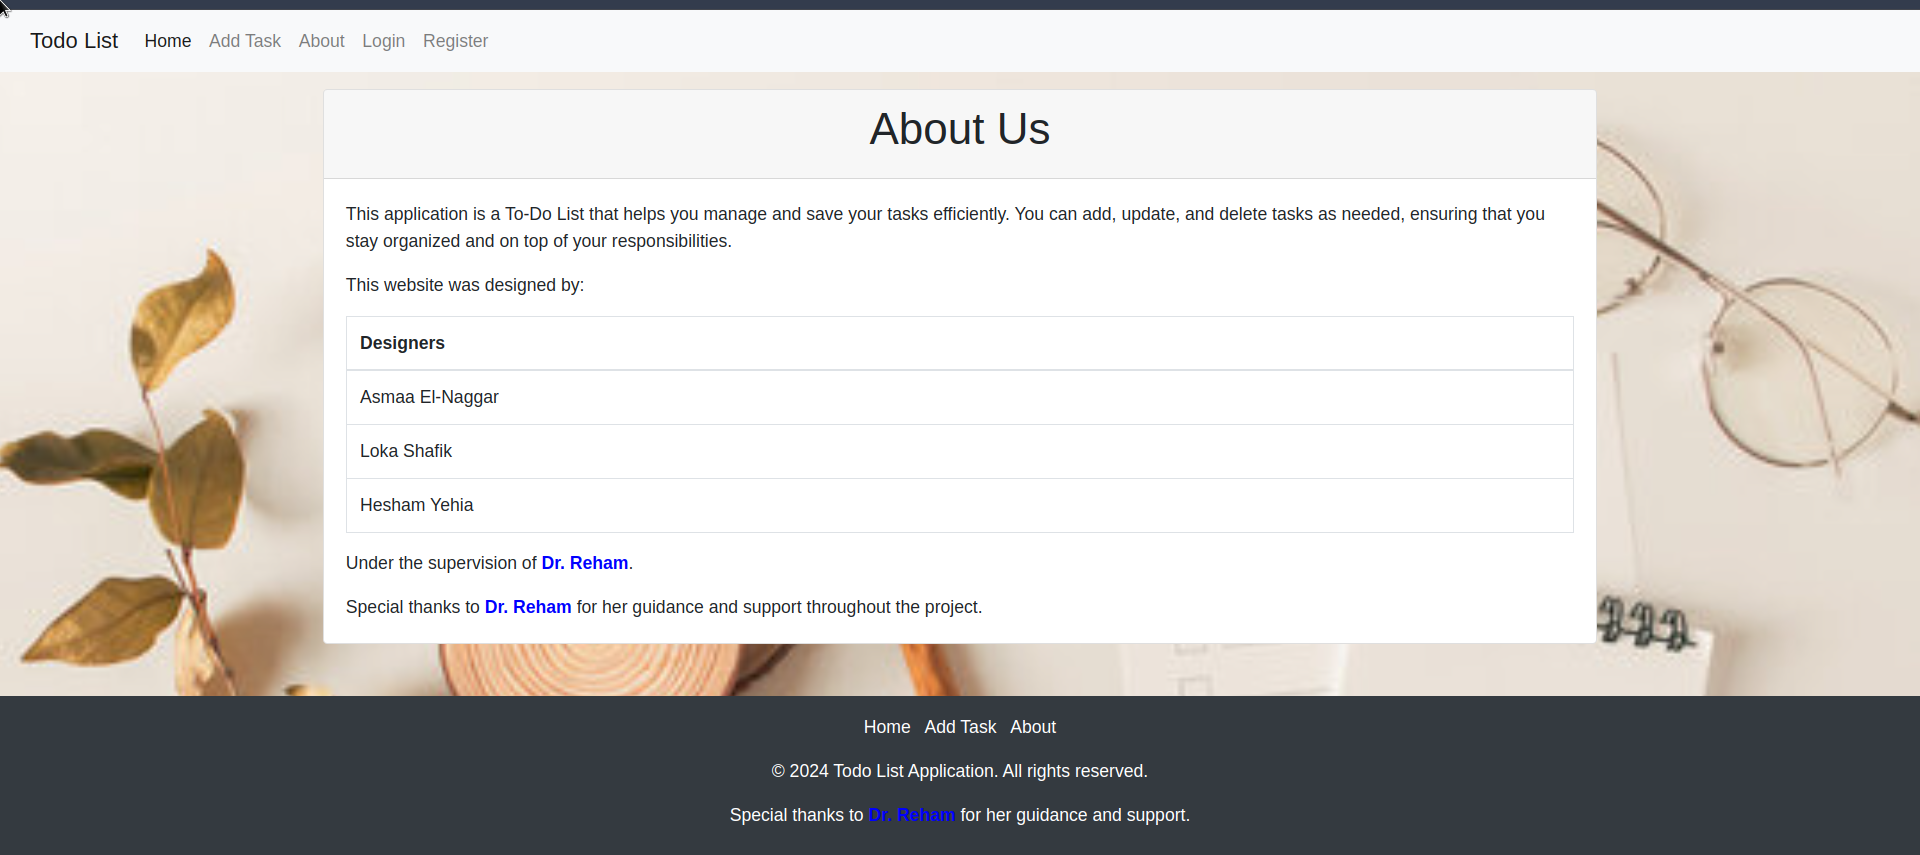 Todo List Home Add Task About Login Register
About Us
This application is a To-Do List that helps you manage and save your tasks efficiently. You can add, update, and delete tasks as needed, ensuring that you
stay organized and on top of your responsibilities.
This website was designed by:
Designers
Asmaa El-Naggar
Loka Shafik
Hesham Yehia
Under the supervision of Dr. Reham.
Special thanks to Dr. Reham for her guidance and support throughout the project.
Home Add Task About
© 2024 Todo List Application. All rights reserved.
Special thanks to Dr. Reham for her guidance and support.